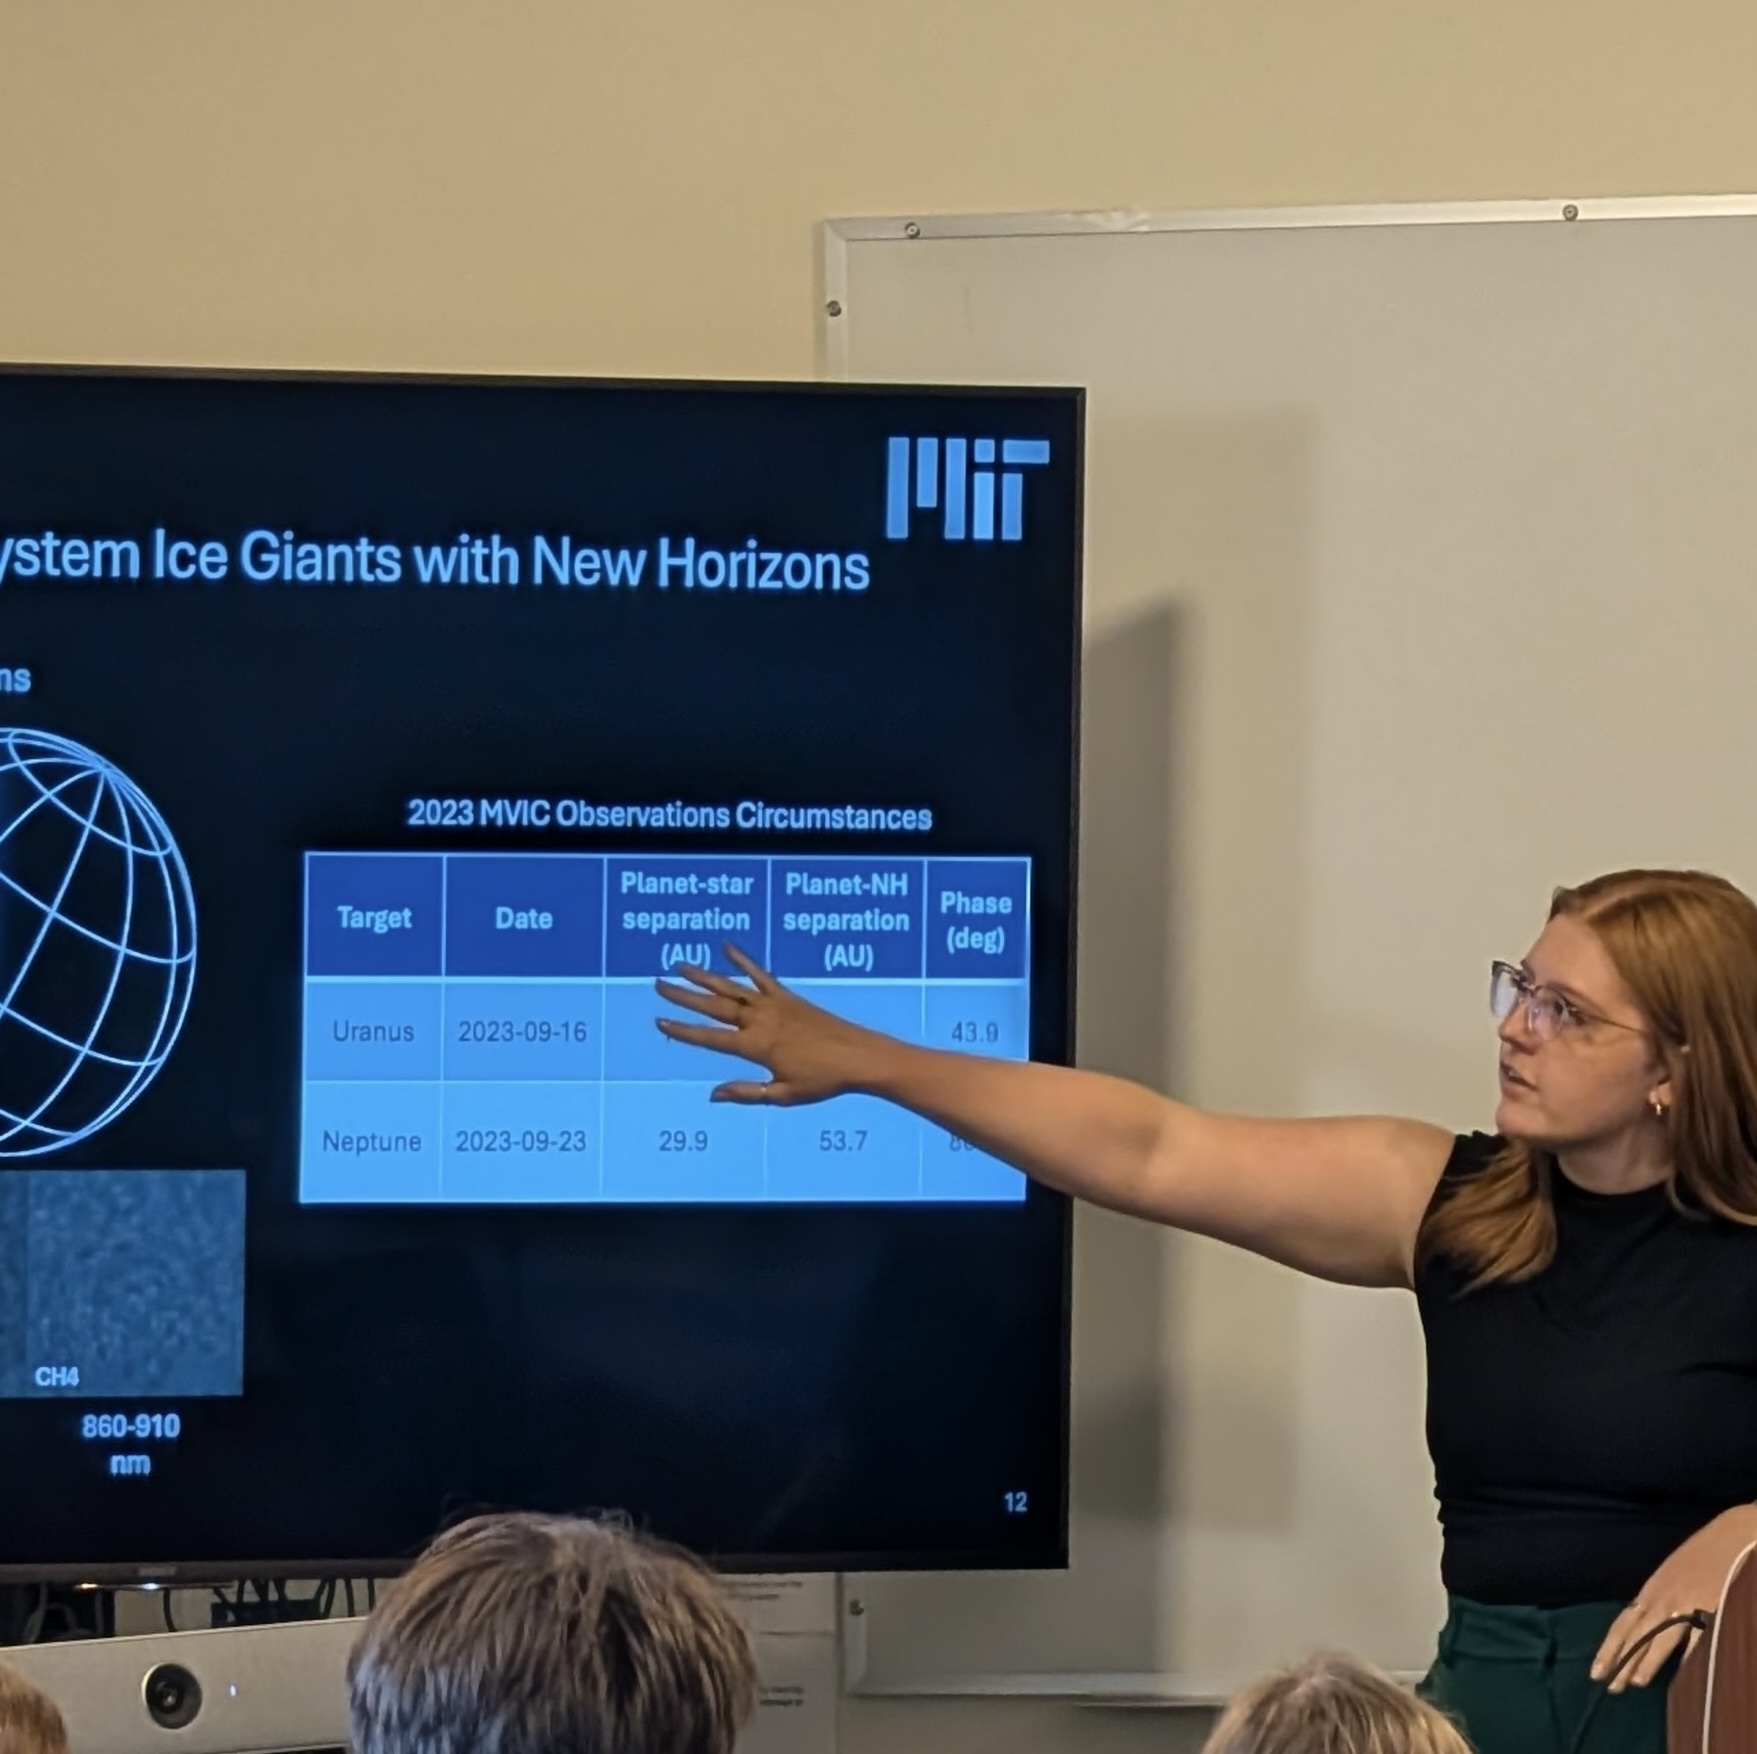 MIT
ystem Ice Giants with New Horizons
ns
2023 MVIC Observations Circumstances
Target Date Planet-star separation (AU) Planet-NH separation (AU) Phase (deg)
Uranus 2023-09-16 43.9
Neptune 2023-09-23 29.9 53.7
CH4
860-910
nm
12